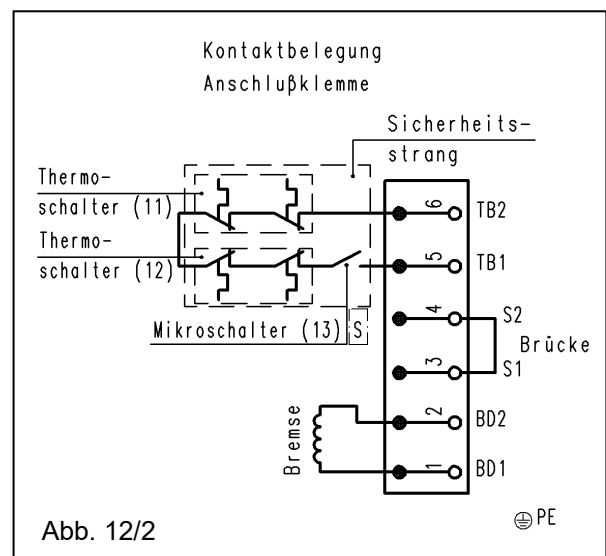 Kontaktbelegung
Anschlußklemme
Sicherheits-
strang
Thermo-
schalter (11)
Thermo-
schalter (12)
Mikroschalter (13) S
6 TB2
5 TB1
4 S2
Brücke
3 S1
2 BD2
1 BD1
Bremse
PE
Abb. 12/2